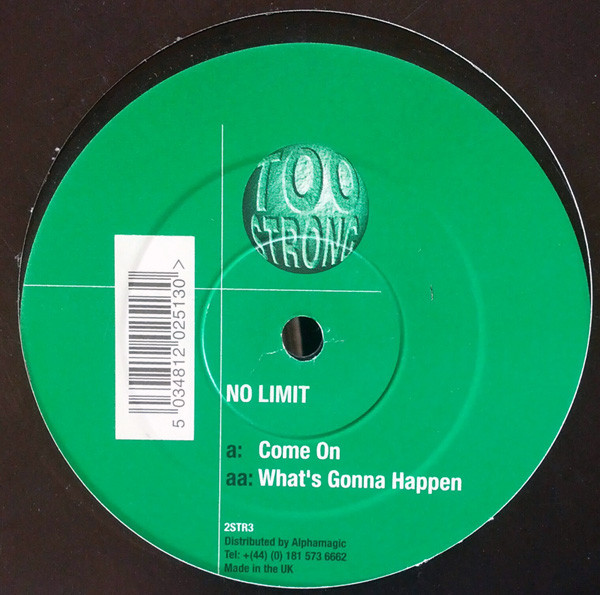 TOO
STRONG
5 034812 025130 >
NO LIMIT
a: Come On
aa: What's Gonna Happen
2STR3
Distributed by Alphamagic
Tel: +(44) (0) 181 573 6662
Made in the UK